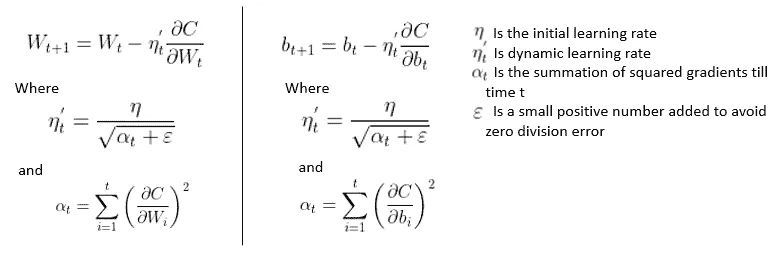 W_{t+1} = W_t − η'_t ∂C/∂W_t
Where
η'_t = η/√(α_t + ε)
and
α_t = ∑_{i=1}^{t} (∂C/∂W_i)^2
b_{t+1} = b_t − η'_t ∂C/∂b_t
Where
η'_t = η/√(α_t + ε)
and
α_t = ∑_{i=1}^{t} (∂C/∂b_i)^2
η Is the initial learning rate
η'_t Is dynamic learning rate
α_t Is the summation of squared gradients till
time t
ε Is a small positive number added to avoid
zero division error